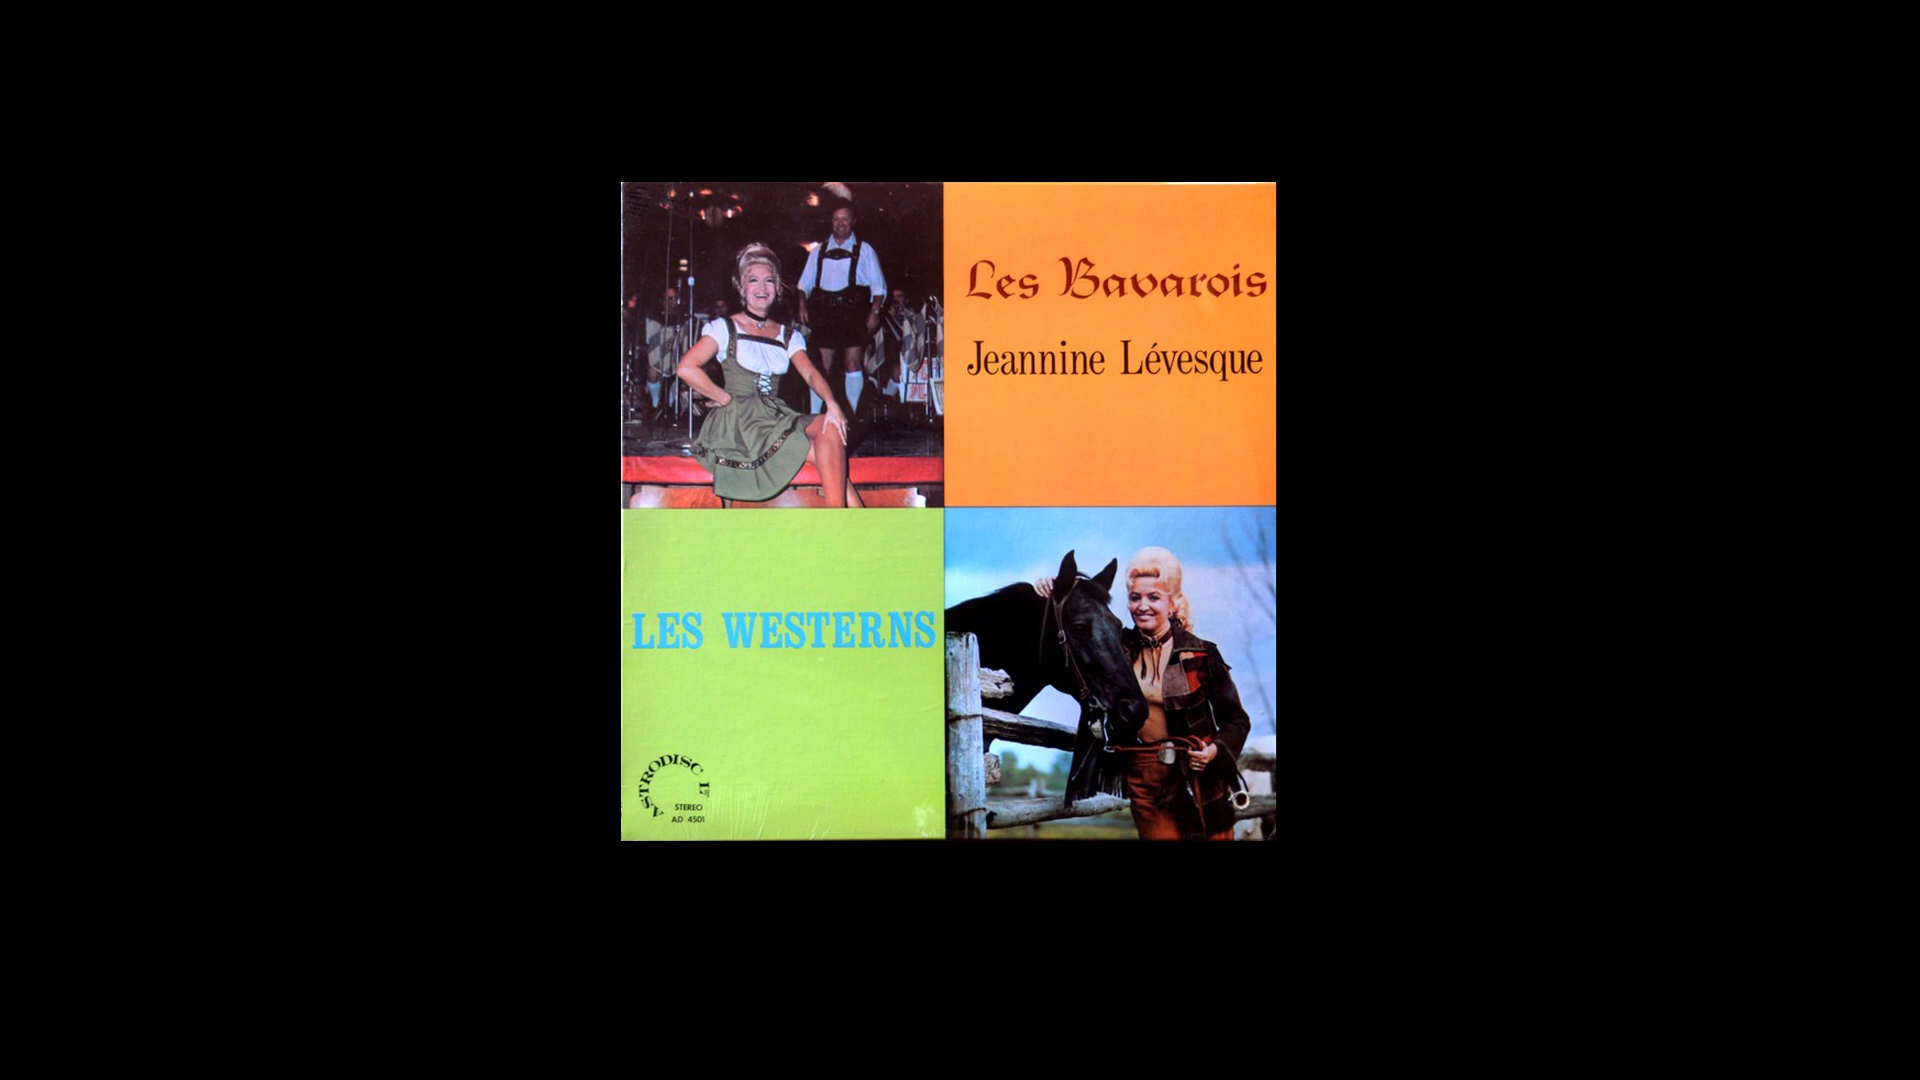 Les Bavarois
Jeannine Lévesque
LES WESTERNS
ASTRODISC L
STEREO
AD 4501